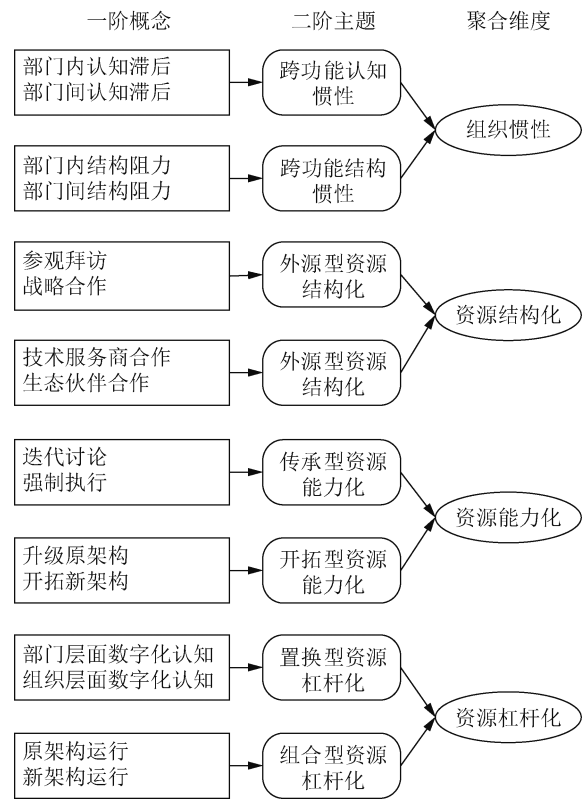 一阶概念
二阶主题
聚合维度
部门内认知滞后
部门间认知滞后
跨功能认知
惯性
组织惯性
部门内结构阻力
部门间结构阻力
跨功能结构
惯性
参观拜访
战略合作
外源型资源
结构化
资源结构化
技术服务商合作
生态伙伴合作
外源型资源
结构化
迭代讨论
强制执行
传承型资源
能力化
资源能力化
升级原架构
开拓新架构
开拓型资源
能力化
部门层面数字化认知
组织层面数字化认知
置换型资源
杠杆化
资源杠杆化
原架构运行
新架构运行
组合型资源
杠杆化